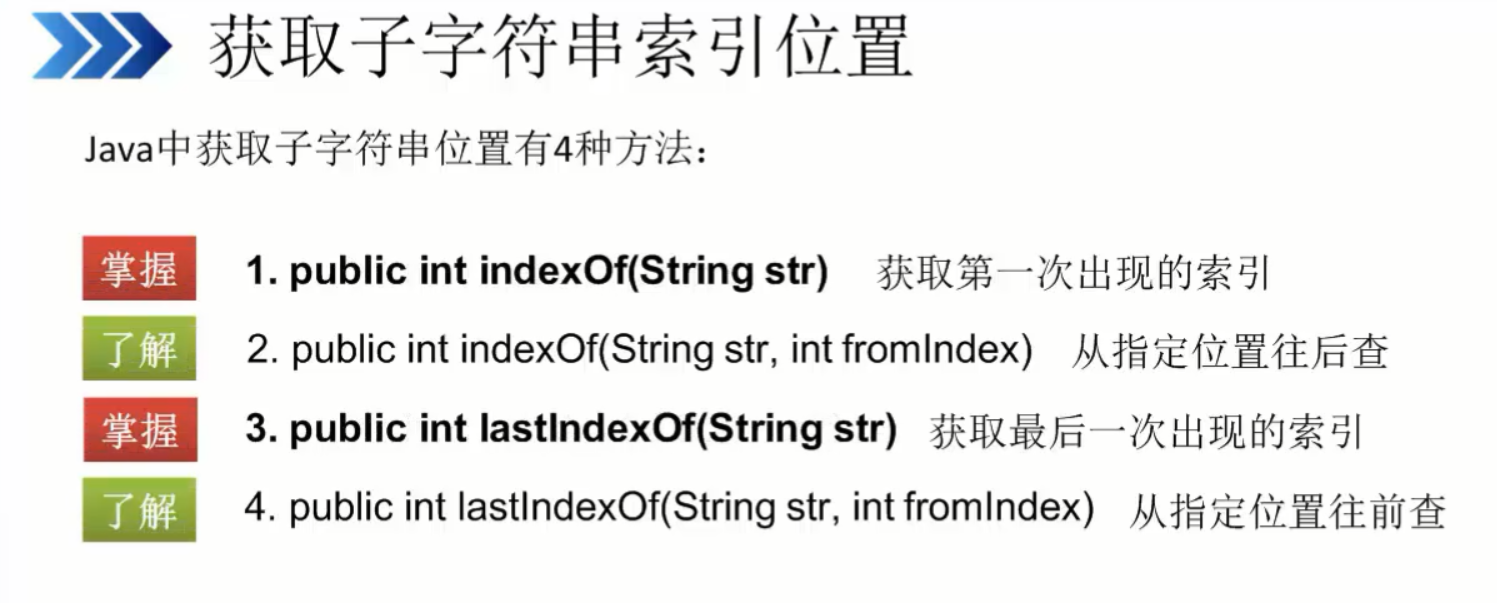 获取子字符串索引位置
Java中获取子字符串位置有4种方法：
掌握 1. public int indexOf(String str) 获取第一次出现的索引
了解 2. public int indexOf(String str, int fromIndex) 从指定位置往后查
掌握 3. public int lastIndexOf(String str) 获取最后一次出现的索引
了解 4. public int lastIndexOf(String str, int fromIndex) 从指定位置往前查